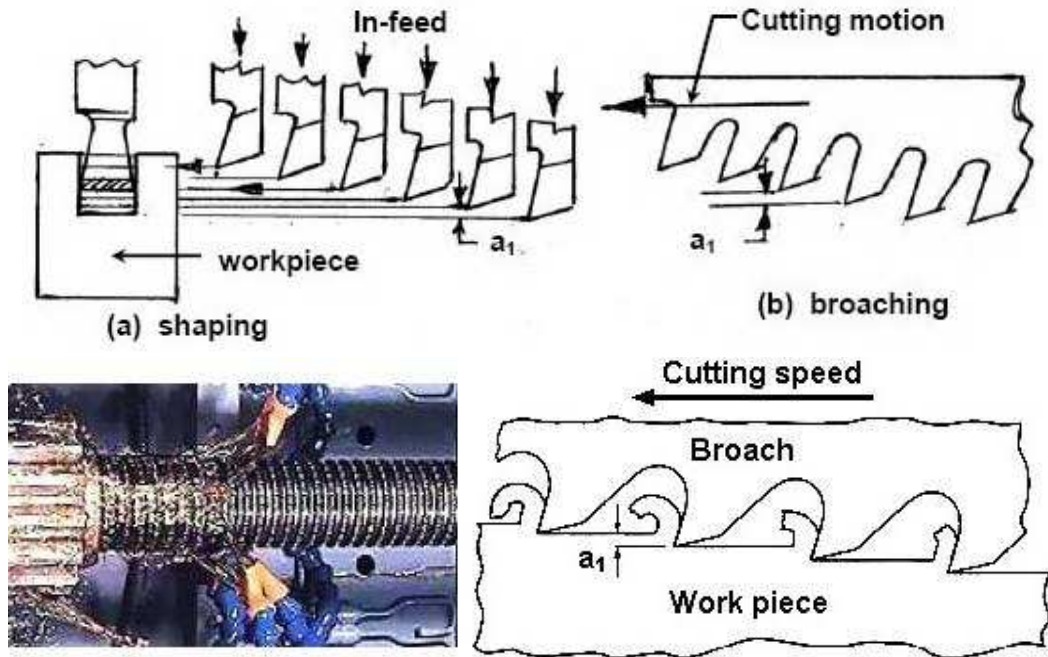 In-feed
Cutting motion
a₁
workpiece
a₁
(a) shaping
(b) broaching
Cutting speed
Broach
a₁
Work piece